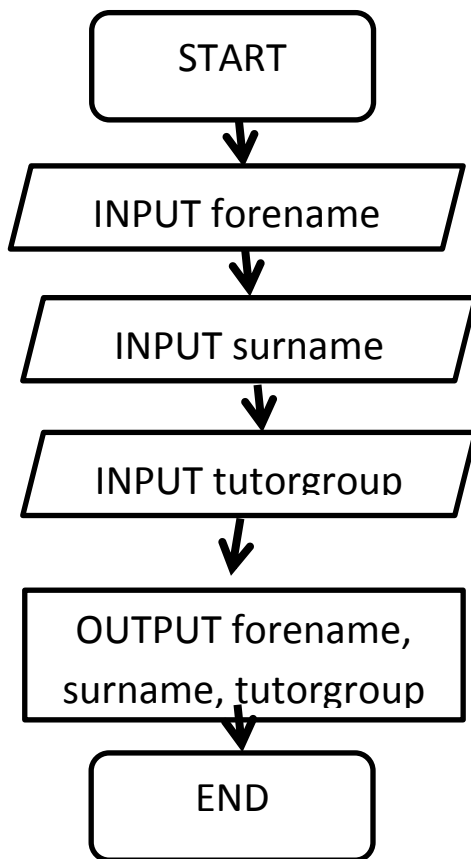 START
INPUT forename
INPUT surname
INPUT tutorgroup
OUTPUT forename,
surname, tutorgroup
END